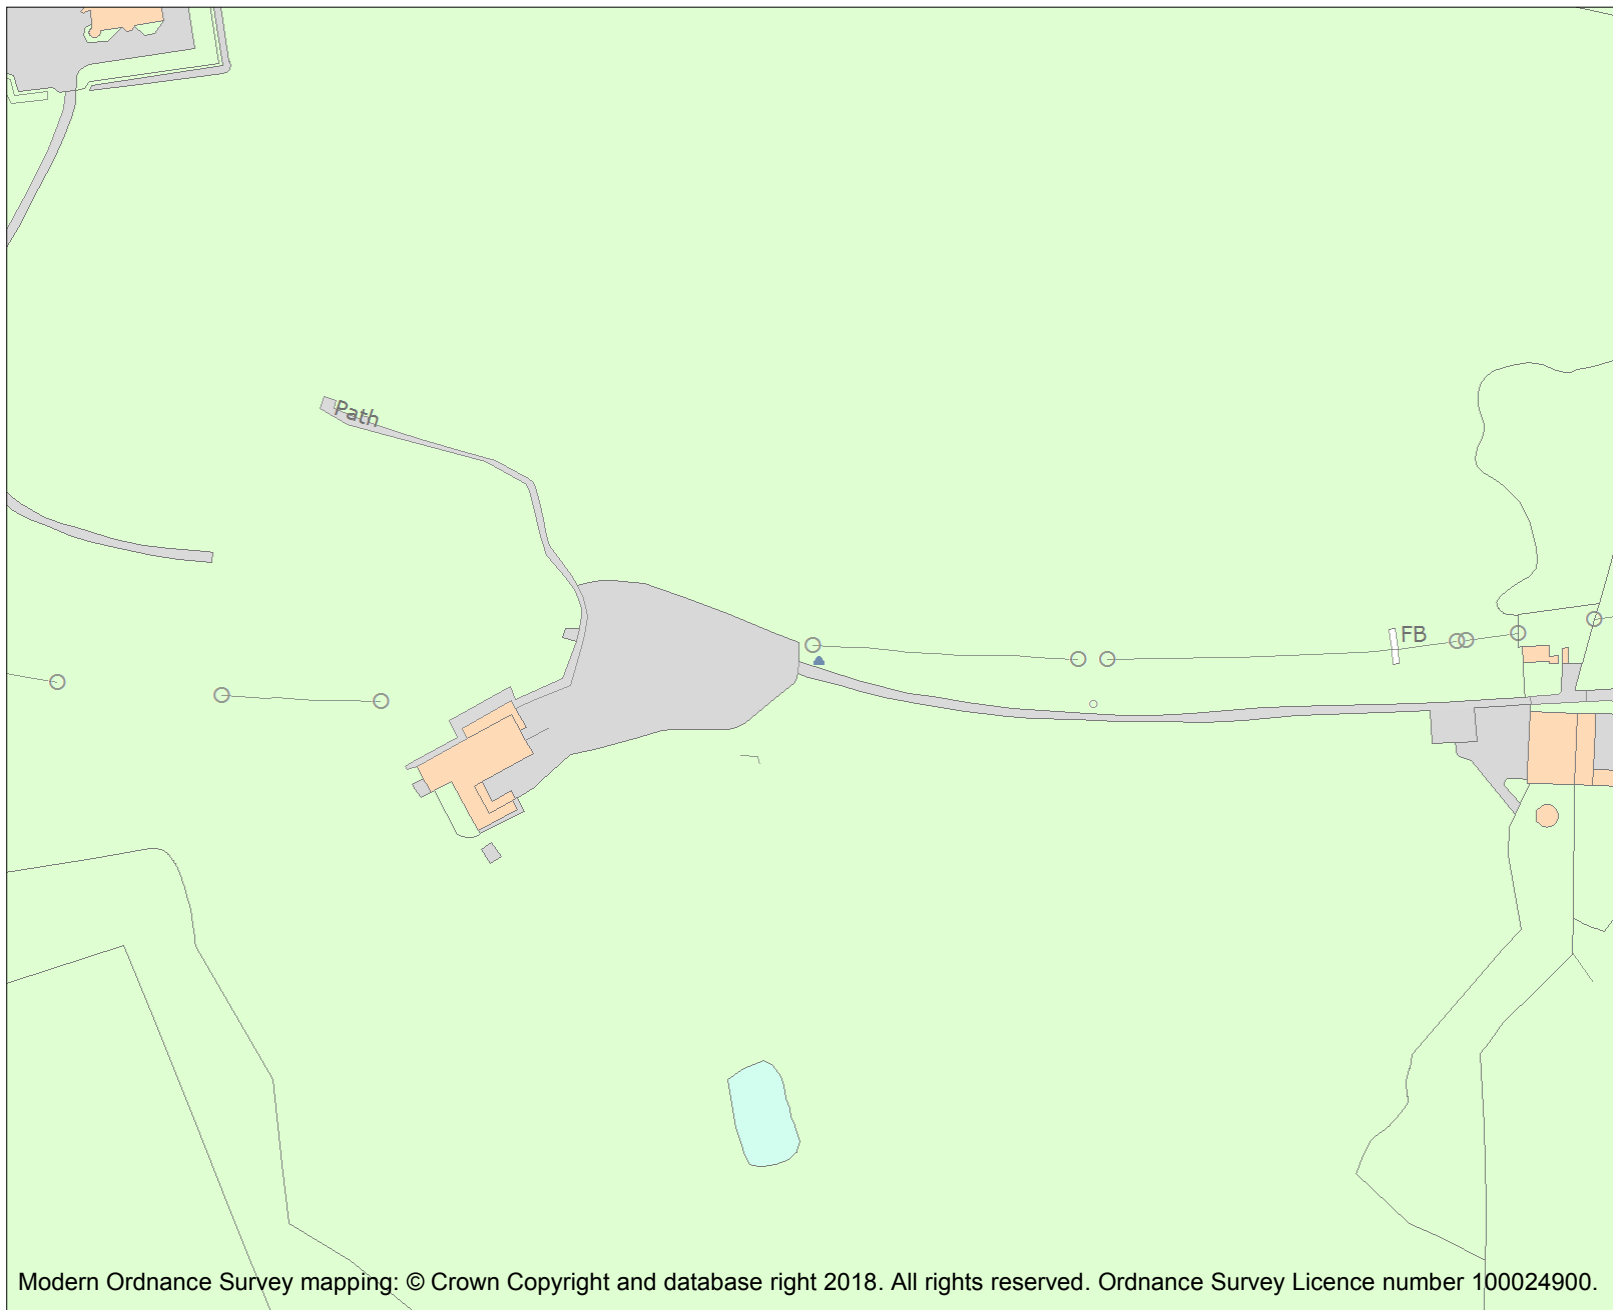 Path
FB
Modern Ordnance Survey mapping: © Crown Copyright and database right 2018. All rights reserved. Ordnance Survey Licence number 100024900.